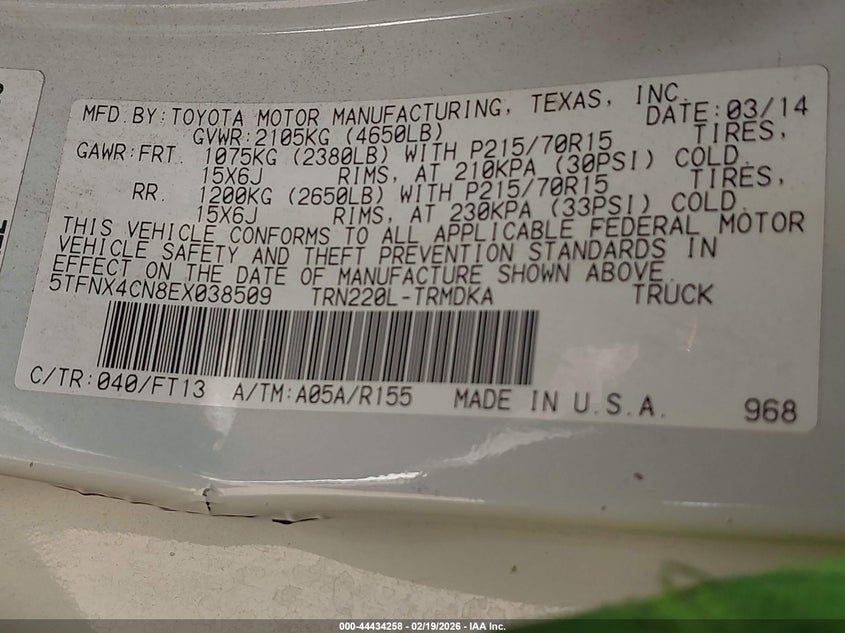 MFD. BY: TOYOTA MOTOR MANUFACTURING, TEXAS, INC.
DATE: 03/14
GVWR: 2105KG (4650LB)
GAWR: FRT. 1075KG (2380LB) WITH P215/70R15 TIRES,
15X6J RIMS, AT 210KPA (30PSI) COLD.
RR. 1200KG (2650LB) WITH P215/70R15 TIRES,
15X6J RIMS, AT 230KPA (33PSI) COLD.
THIS VEHICLE CONFORMS TO ALL APPLICABLE FEDERAL MOTOR
VEHICLE SAFETY AND THEFT PREVENTION STANDARDS IN
EFFECT ON THE DATE OF MANUFACTURE SHOWN ABOVE.
5TFNX4CN8EX038509 TRN220L-TRMDKA TRUCK
C/TR: 040/FT13 A/TM: A05A/R155 MADE IN U.S.A. 968
000-44434258 - 02/19/2026 - IAA Inc.